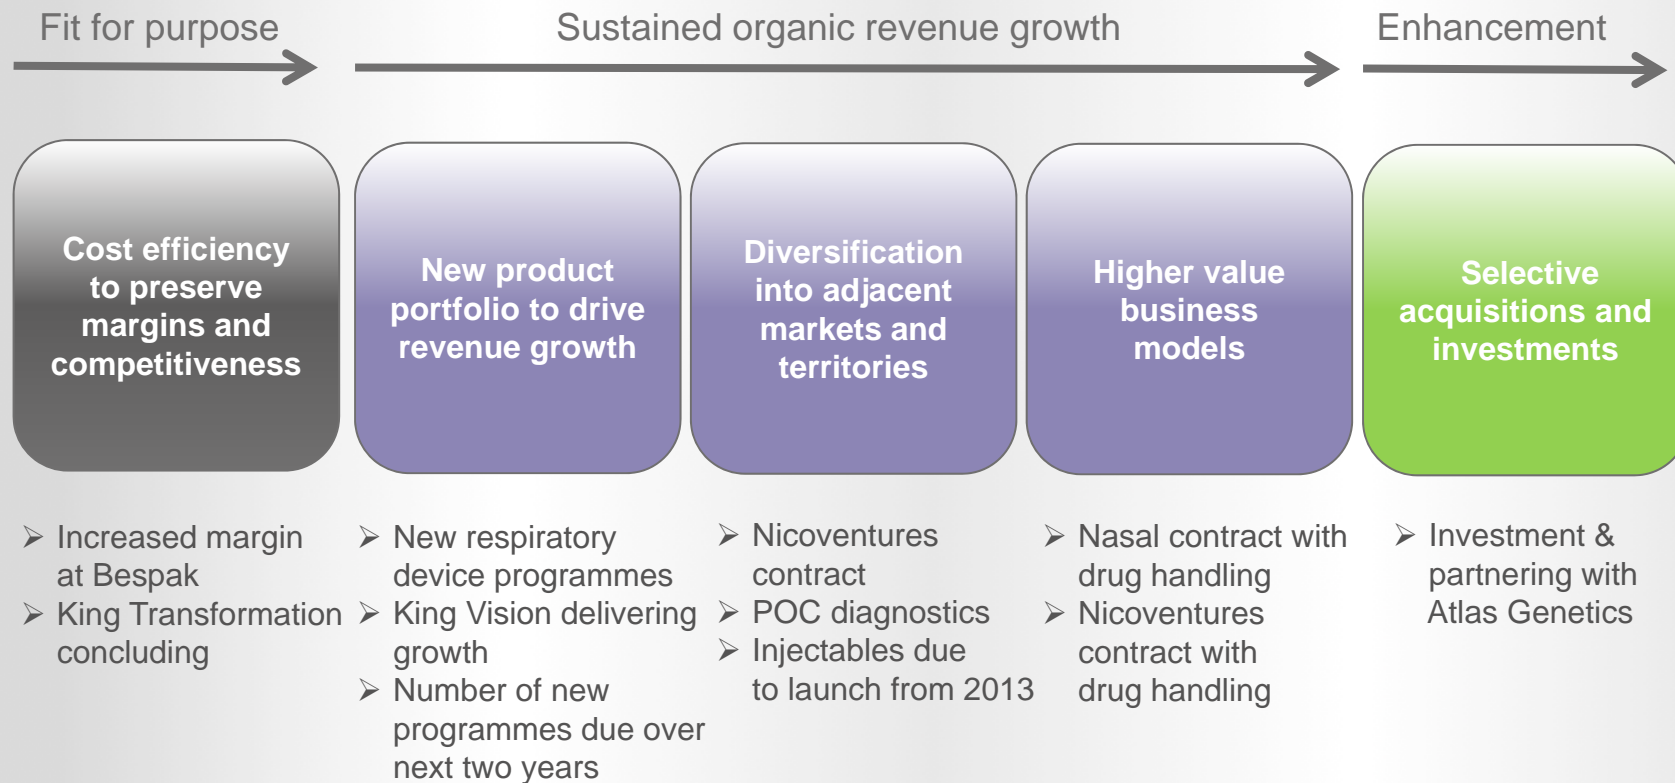 Fit for purpose
Sustained organic revenue growth
Enhancement
Cost efficiency
to preserve
margins and
competitiveness
New product
portfolio to drive
revenue growth
Diversification
into adjacent
markets and
territories
Higher value
business
models
Selective
acquisitions and
investments
➢ Increased margin
at Bespak
➢ King Transformation
concluding
➢ New respiratory
device programmes
➢ King Vision delivering
growth
➢ Number of new
programmes due over
next two years
➢ Nicoventures
contract
➢ POC diagnostics
➢ Injectables due
to launch from 2013
➢ Nasal contract with
drug handling
➢ Nicoventures
contract with
drug handling
➢ Investment &
partnering with
Atlas Genetics